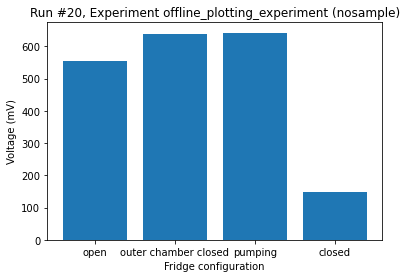 Run #20, Experiment offline_plotting_experiment (nosample)
600
500
400
300
200
100
0
Voltage (mV)
open outer chamber closed pumping closed
Fridge configuration